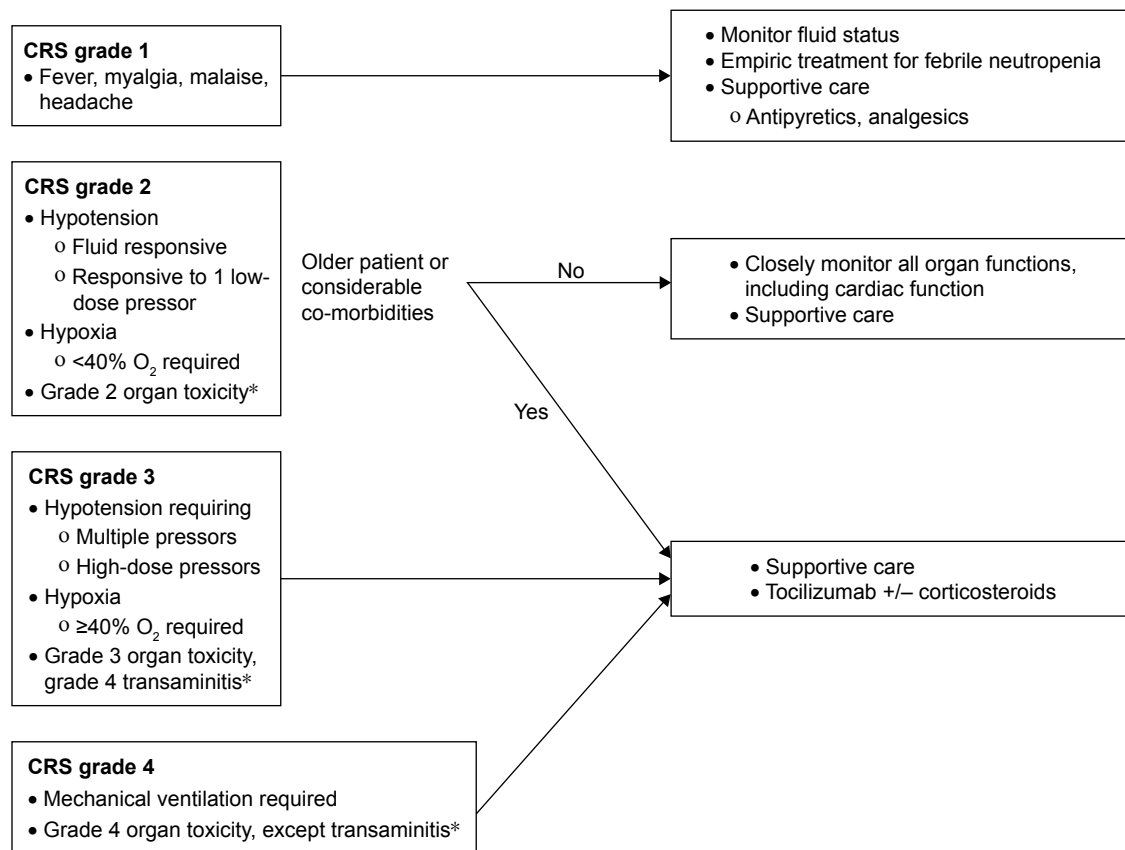 CRS grade 1
• Fever, myalgia, malaise,
headache
• Monitor fluid status
• Empiric treatment for febrile neutropenia
• Supportive care
o Antipyretics, analgesics
CRS grade 2
• Hypotension
o Fluid responsive
o Responsive to 1 low-
dose pressor
• Hypoxia
o <40% O2 required
• Grade 2 organ toxicity*
Older patient or
considerable
co-morbidities
No
Yes
• Closely monitor all organ functions,
including cardiac function
• Supportive care
CRS grade 3
• Hypotension requiring
o Multiple pressors
o High-dose pressors
• Hypoxia
o ≥40% O2 required
• Grade 3 organ toxicity,
grade 4 transaminitis*
• Supportive care
• Tocilizumab +/– corticosteroids
CRS grade 4
• Mechanical ventilation required
• Grade 4 organ toxicity, except transaminitis*